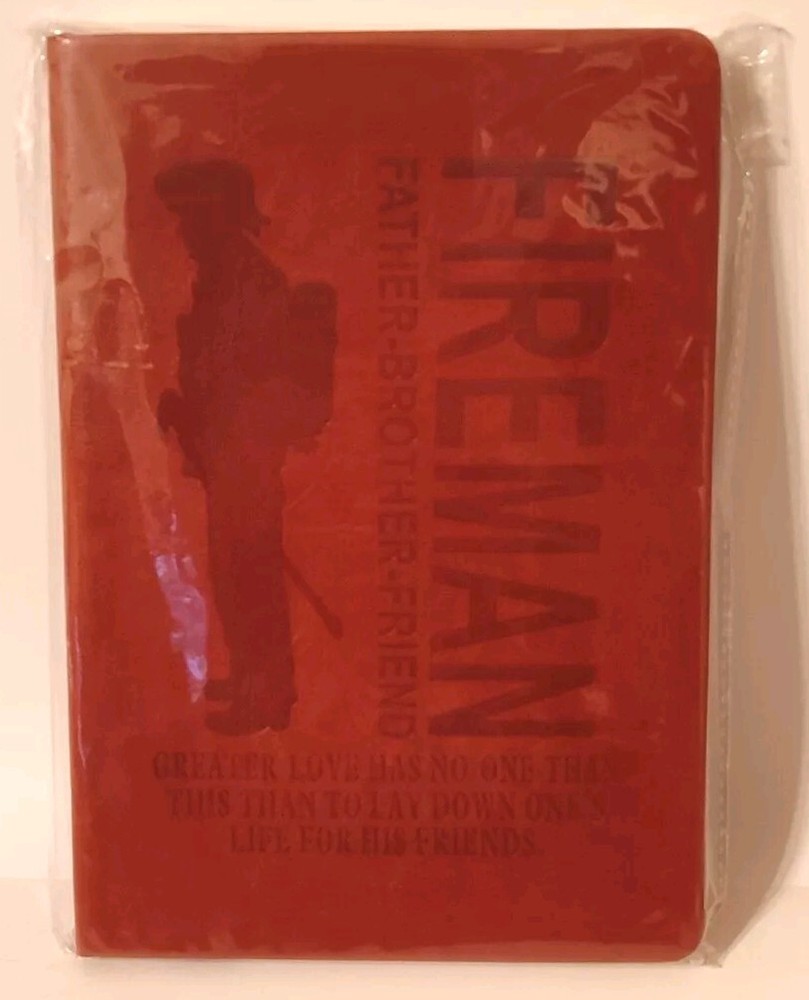 FIREMAN
FATHER-BROTHER-FRIEND
GREATER LOVE HAS NO ONE THAN
THIS THAN TO LAY DOWN ONE'S
LIFE FOR HIS FRIENDS.